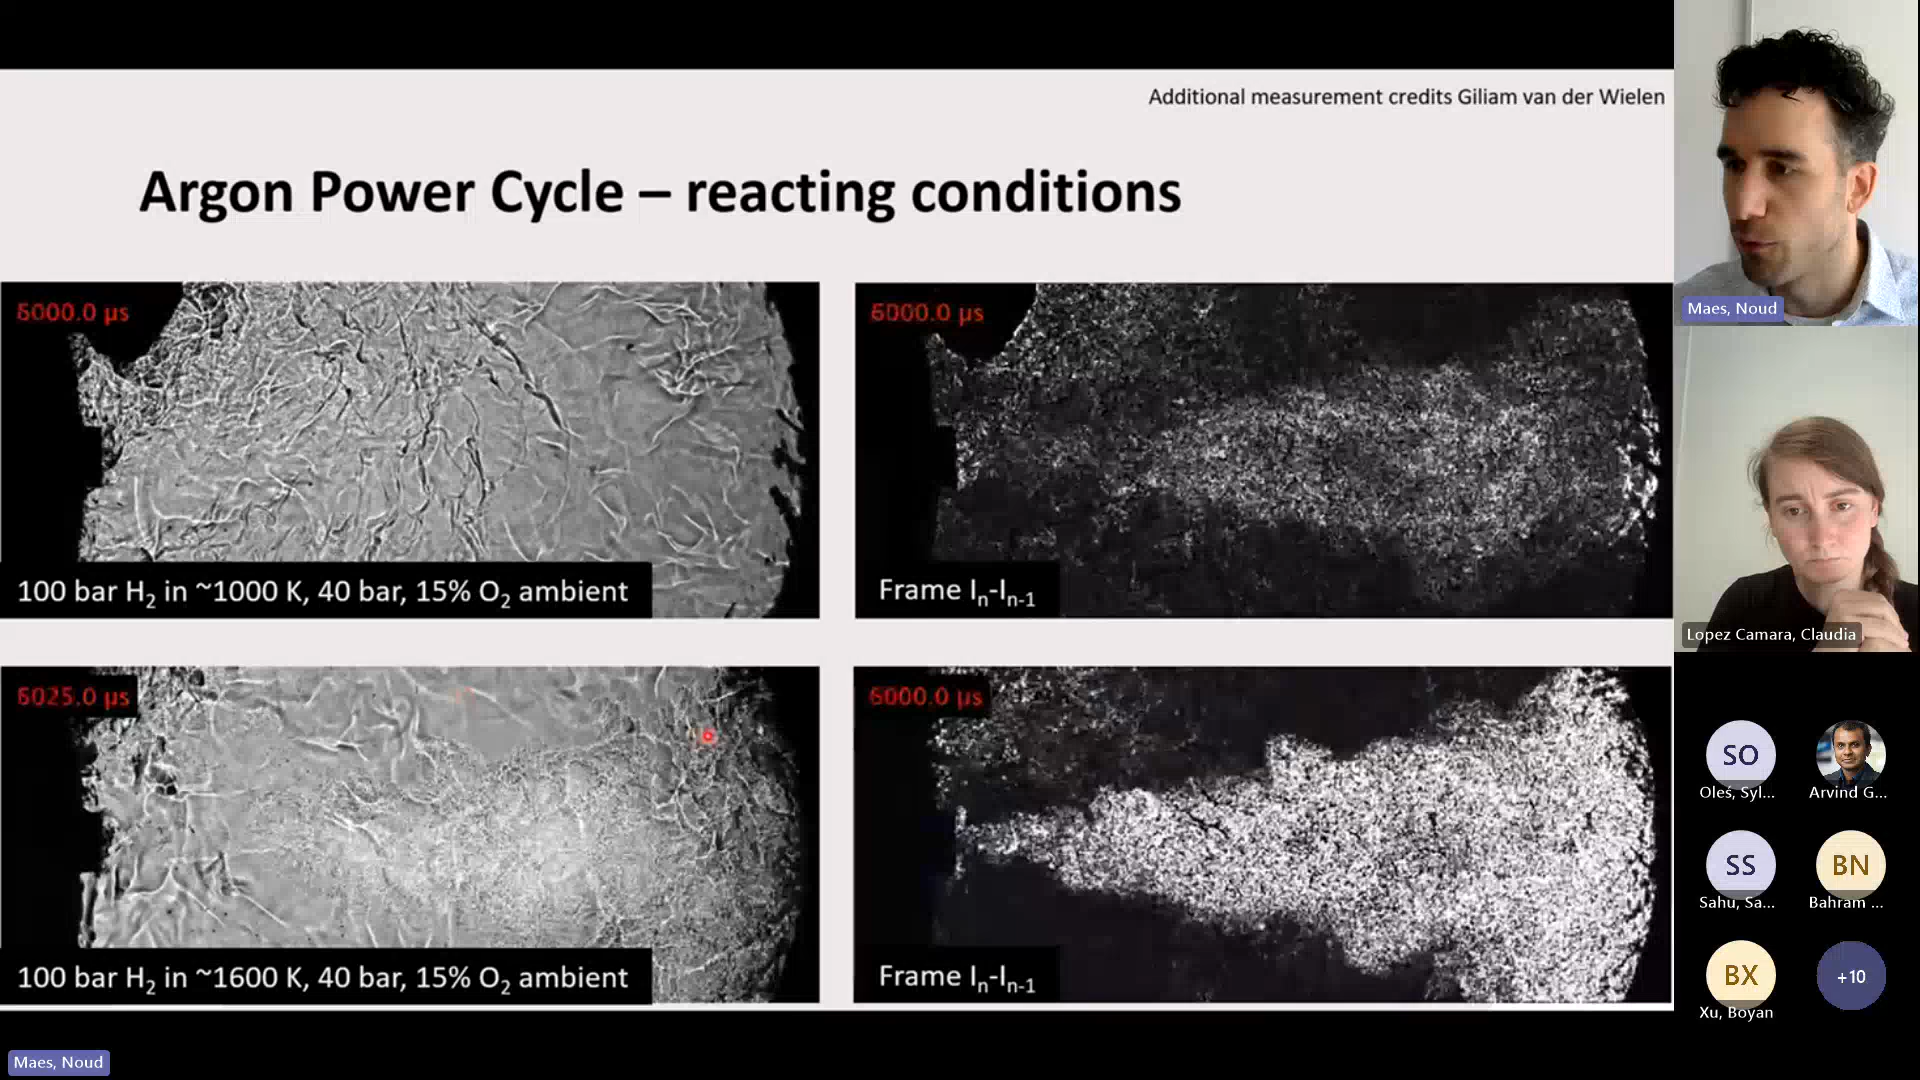 Additional measurement credits Giliam van der Wielen
Argon Power Cycle – reacting conditions
5000.0 µs
5000.0 µs
100 bar H₂ in ~1000 K, 40 bar, 15% O₂ ambient
Frame Iₙ-Iₙ₋₁
5025.0 µs
5000.0 µs
100 bar H₂ in ~1600 K, 40 bar, 15% O₂ ambient
Frame Iₙ-Iₙ₋₁
Maes, Noud
Lopez Camara, Claudia
SO
Oleś, Syl...
Arvind G...
SS
BN
Sahu, Sa...
Bahram ...
BX
+10
Xu, Boyan
Maes, Noud